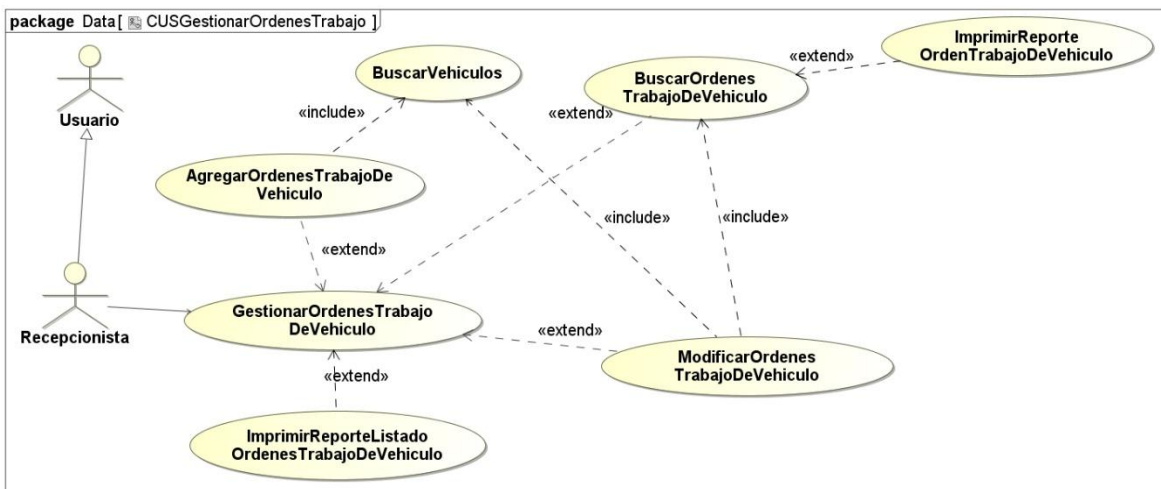 package Data[ CUSGestionarOrdenesTrabajo ]
ImprimirReporte
OrdenTrabajoDeVehiculo
«extend»
BuscarVehiculos
BuscarOrdenes
TrabajoDeVehiculo
Usuario
«include»
«extend»
AgregarOrdenesTrabajoDe
Vehiculo
«include»
«include»
«extend»
GestionarOrdenesTrabajo
DeVehiculo
Recepcionista
«extend»
ModificarOrdenes
TrabajoDeVehiculo
«extend»
ImprimirReporteListado
OrdenesTrabajoDeVehiculo